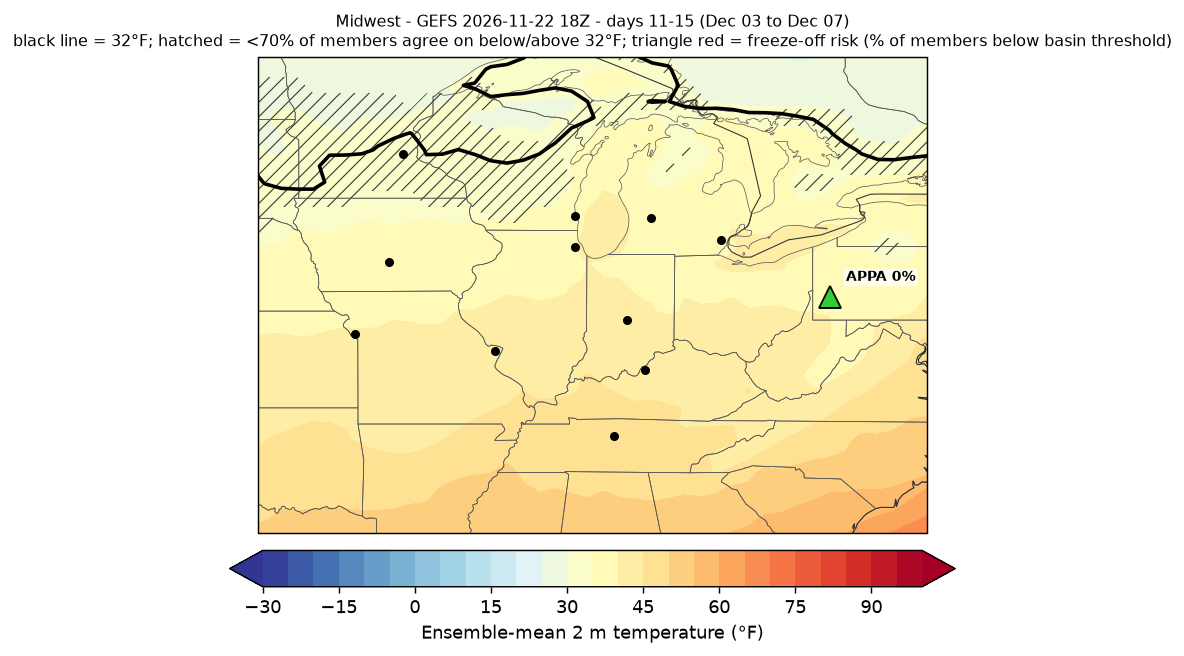 Midwest - GEFS 2026-11-22 18Z - days 11-15 (Dec 03 to Dec 07)
black line = 32°F; hatched = <70% of members agree on below/above 32°F; triangle red = freeze-off risk (% of members below basin threshold)
APPA 0%
−30 −15 0 15 30 45 60 75 90
Ensemble-mean 2 m temperature (°F)